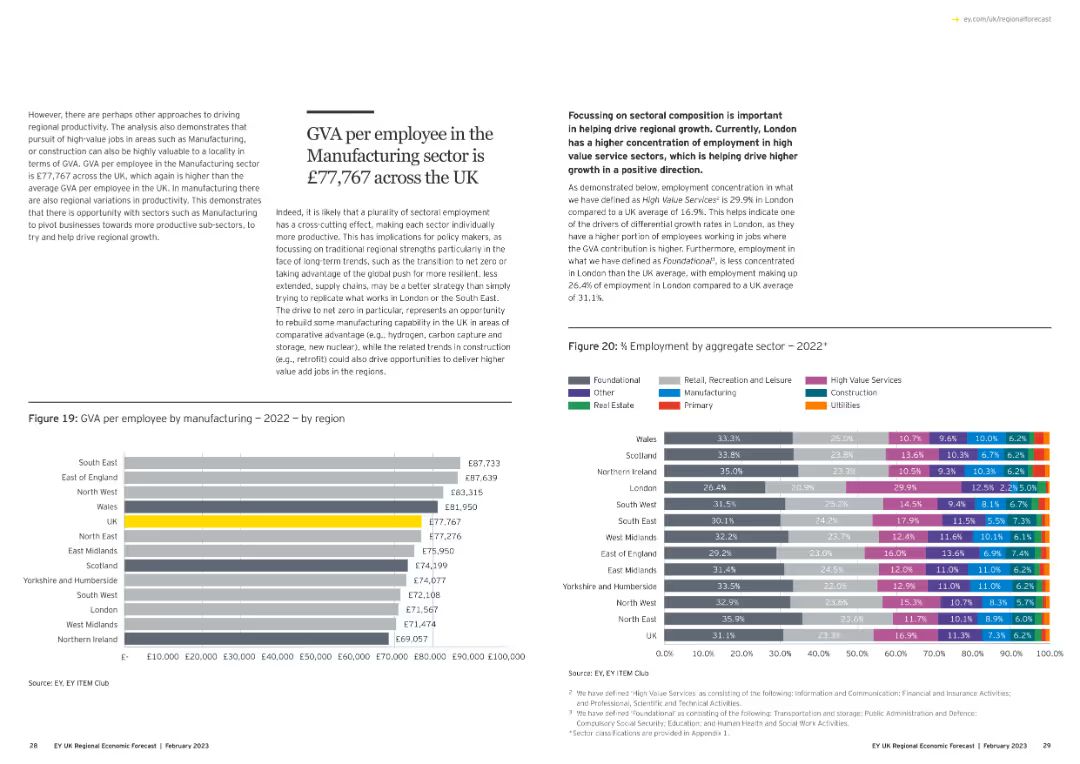 ey.com/uk/regionalforecast
However, there are perhaps other approaches to driving
regional productivity. The analysis also demonstrates that
pursuit of high-value jobs in areas such as Manufacturing,
or construction can also be highly valuable to a locality in
terms of GVA. GVA per employee in the Manufacturing sector
is £77,767 across the UK, which again is higher than the
average GVA per employee in the UK. In manufacturing there
are also regional variations in productivity. This demonstrates
that there is opportunity with sectors such as Manufacturing
to pivot businesses towards more productive sub-sectors, to
try and help drive regional growth.
GVA per employee in the
Manufacturing sector is
£77,767 across the UK
Indeed, it is likely that a plurality of sectoral employment
has a cross-cutting effect, making each sector individually
more productive. This has implications for policy makers, as
focussing on traditional regional strengths particularly in the
face of long-term trends, such as the transition to net zero or
taking advantage of the global push for more resilient, less
extended, supply chains, may be a better strategy than simply
trying to replicate what works in London or the South East.
The drive to net zero in particular, represents an opportunity
to rebuild some manufacturing capability in the UK in areas of
comparative advantage (e.g., hydrogen, carbon capture and
storage, new nuclear), while the related trends in construction
(e.g., retrofit) could also drive opportunities to deliver higher
value add jobs in the regions.
Figure 19: GVA per employee by manufacturing – 2022 – by region
South East £87,733
East of England £87,639
North West £83,315
Wales £81,950
UK £77,767
North East £77,276
East Midlands £75,950
Scotland £74,199
Yorkshire and Humberside £74,077
South West £72,108
London £71,567
West Midlands £71,474
Northern Ireland £69,057
£- £10,000 £20,000 £30,000 £40,000 £50,000 £60,000 £70,000 £80,000 £90,000 £100,000
Source: EY, EY ITEM Club
28 EY UK Regional Economic Forecast | February 2023
Focussing on sectoral composition is important
in helping drive regional growth. Currently, London
has a higher concentration of employment in high
value service sectors, which is helping drive higher
growth in a positive direction.
As demonstrated below, employment concentration in what
we have defined as High Value Services² is 29.9% in London
compared to a UK average of 16.9%. This helps indicate one
of the drivers of differential growth rates in London, as they
have a higher portion of employees working in jobs where
the GVA contribution is higher. Furthermore, employment in
what we have defined as Foundational³, is less concentrated
in London than the UK average, with employment making up
26.4% of employment in London compared to a UK average
of 31.1%.
Figure 20: % Employment by aggregate sector – 2022*
Foundational Retail, Recreation and Leisure High Value Services
Other Manufacturing Construction
Real Estate Primary Utilities
Wales 33.3% 25.0% 10.7% 9.6% 10.0% 6.2%
Scotland 33.8% 23.8% 13.6% 10.3% 6.7% 6.2%
Northern Ireland 35.0% 23.3% 10.5% 9.3% 10.3% 6.2%
London 26.4% 20.9% 29.9% 12.5% 2.2% 5.0%
South West 31.5% 25.2% 14.5% 9.4% 8.1% 6.7%
South East 30.1% 24.2% 17.9% 11.5% 5.5% 7.3%
West Midlands 32.2% 23.7% 12.4% 11.6% 10.1% 6.1%
East of England 29.2% 23.0% 16.0% 13.6% 6.9% 7.4%
East Midlands 31.4% 24.5% 12.0% 11.0% 11.0% 6.2%
Yorkshire and Humberside 33.5% 22.0% 12.9% 11.0% 11.0% 6.2%
North West 32.9% 23.6% 15.3% 10.7% 8.3% 5.7%
North East 35.9% 11.7% 10.1% 8.9% 6.0%
UK 31.1% 23.3% 16.9% 11.3% 7.3% 6.2%
0.0% 10.0% 20.0% 30.0% 40.0% 50.0% 60.0% 70.0% 80.0% 90.0% 100.0%
Source: EY, EY ITEM Club
² We have defined 'High Value Services' as consisting of the following: Information and Communication; Financial and Insurance Activities;
and Professional, Scientific and Technical Activities.
³ We have defined 'Foundational' as consisting of the following: Transportation and storage; Public Administration and Defence;
Compulsory Social Security; Education; and Human Health and Social Work Activities.
*Sector classifications are provided in Appendix 1.
EY UK Regional Economic Forecast | February 2023 29